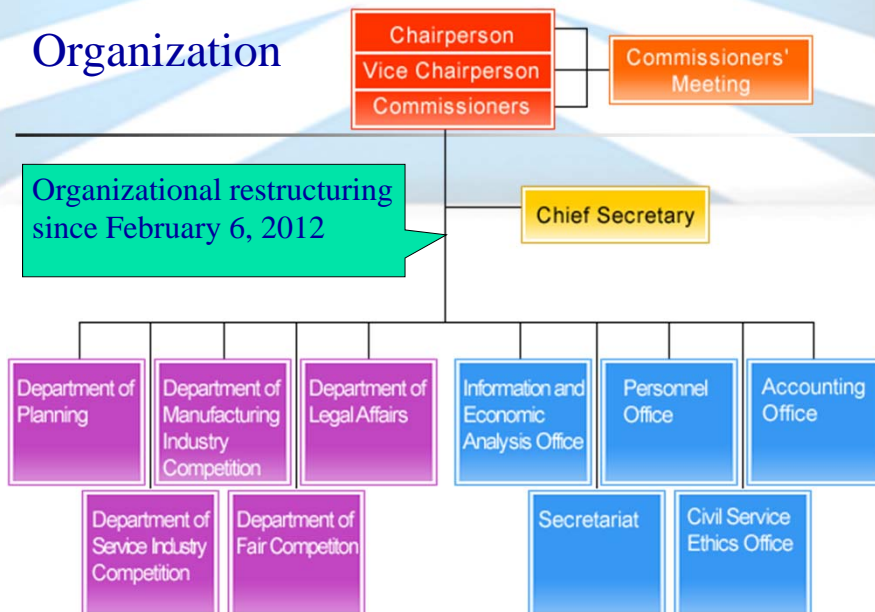 Organization
Chairperson
Vice Chairperson
Commissioners
Commissioners'
Meeting
Organizational restructuring
since February 6, 2012
Chief Secretary
Department of
Planning
Department of
Manufacturing
Industry
Competition
Department of
Legal Affairs
Information and
Economic
Analysis Office
Personnel
Office
Accounting
Office
Department of
Service Industry
Competition
Department of
Fair Competiton
Secretariat
Civil Service
Ethics Office